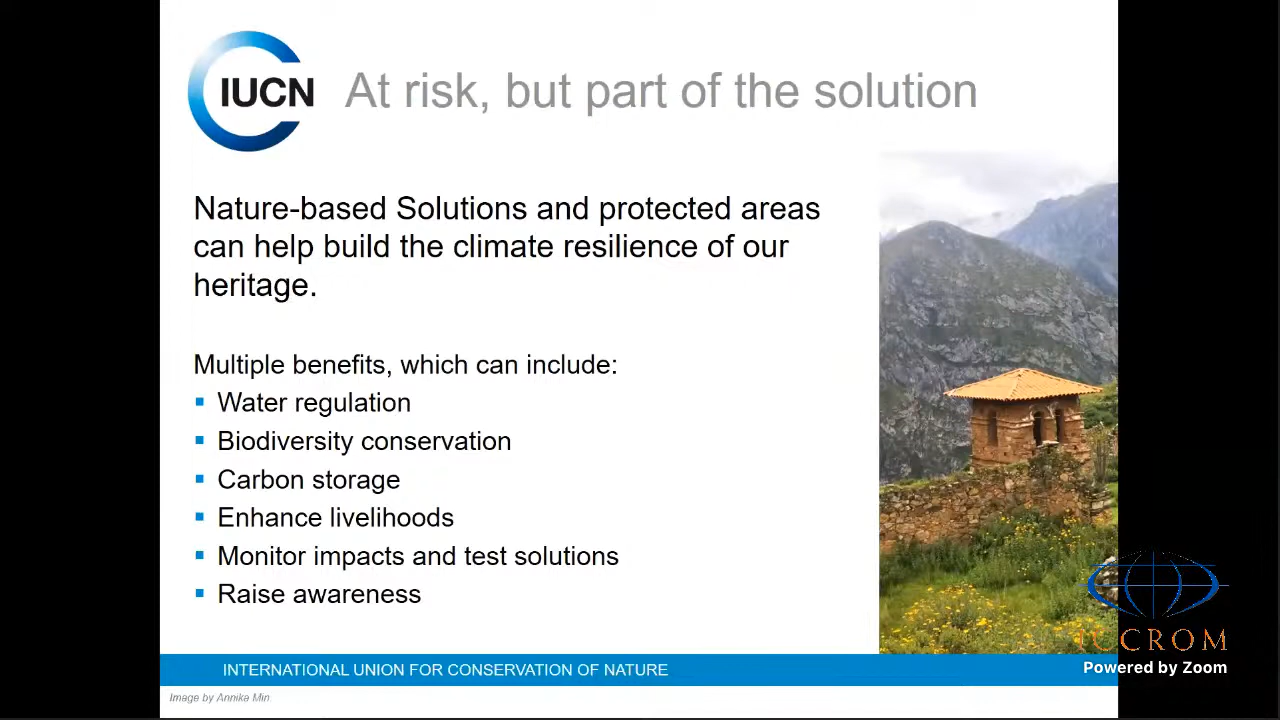 IUCN
At risk, but part of the solution
Nature-based Solutions and protected areas
can help build the climate resilience of our
heritage.
Multiple benefits, which can include:
Water regulation
Biodiversity conservation
Carbon storage
Enhance livelihoods
Monitor impacts and test solutions
Raise awareness
INTERNATIONAL UNION FOR CONSERVATION OF NATURE
Image by Annika Min
ICCROM
Powered by Zoom